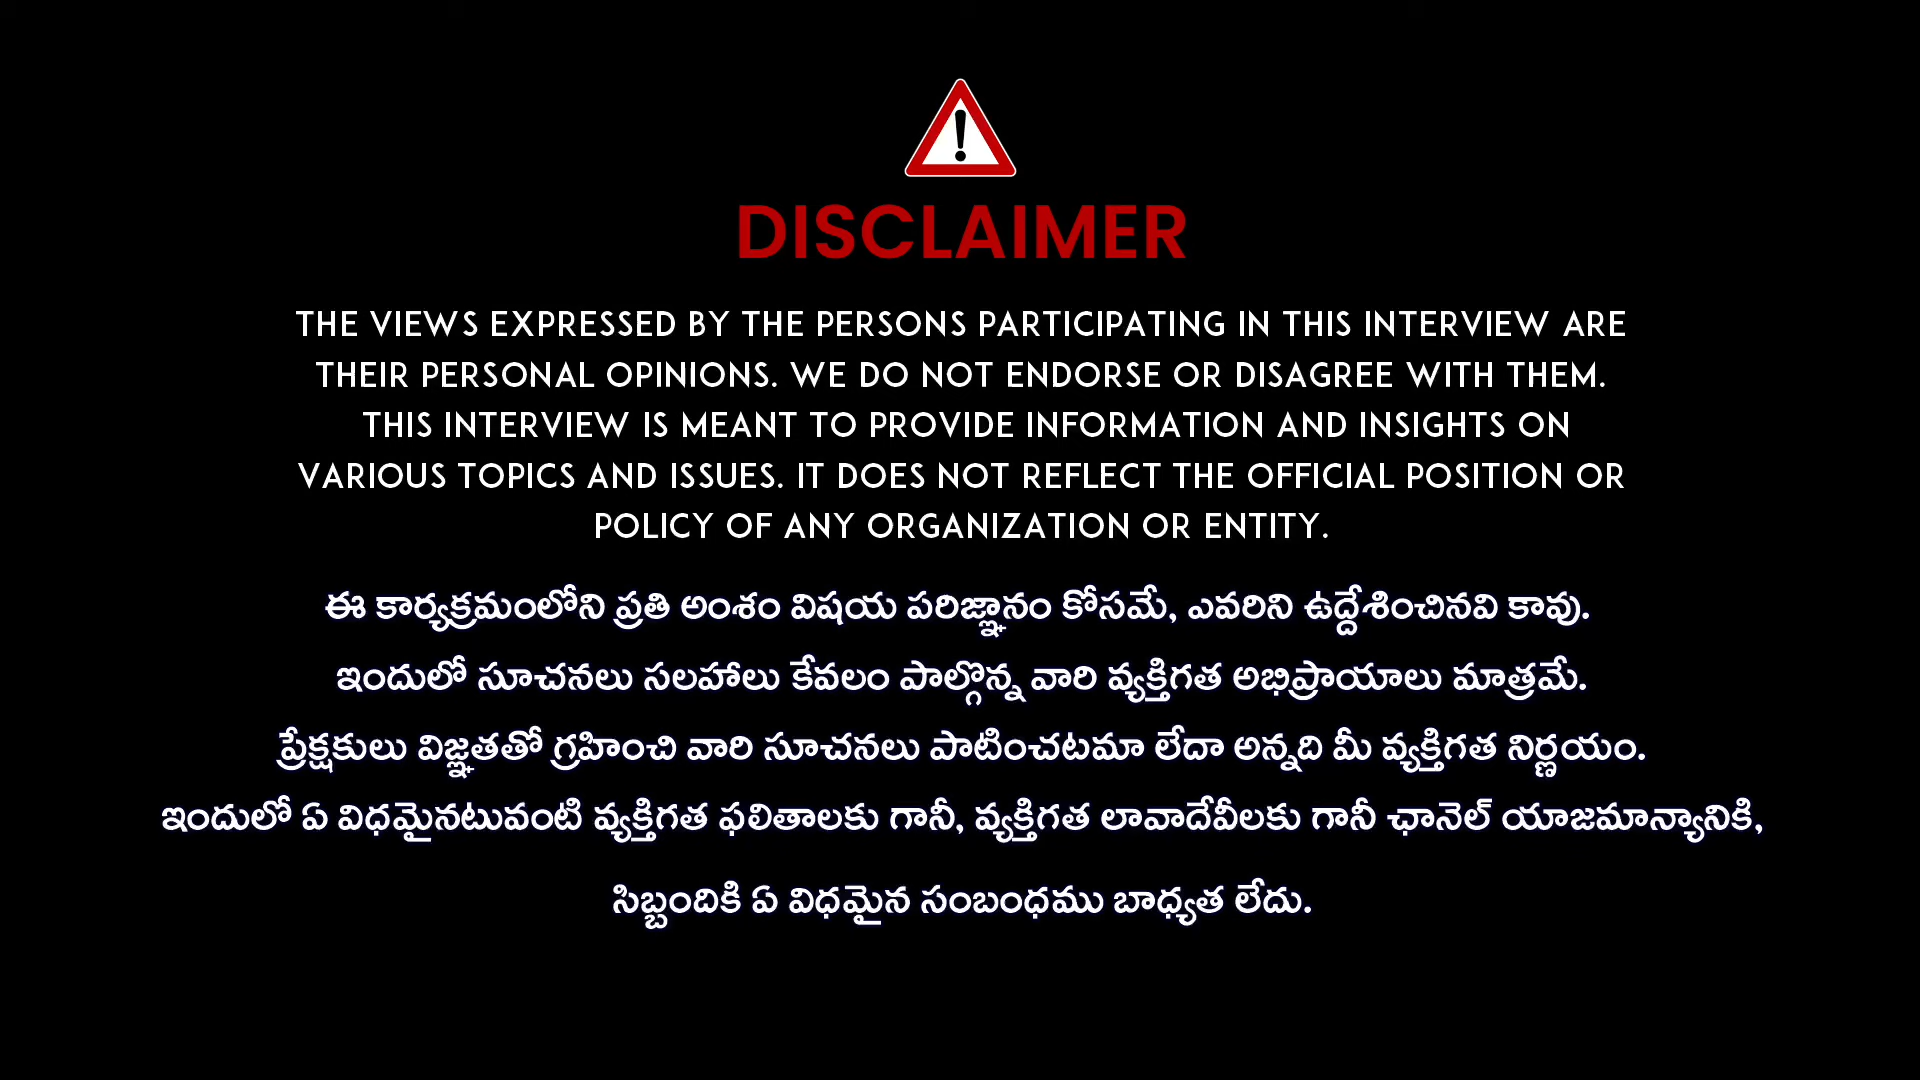 DISCLAIMER
THE VIEWS EXPRESSED BY THE PERSONS PARTICIPATING IN THIS INTERVIEW ARE
THEIR PERSONAL OPINIONS. WE DO NOT ENDORSE OR DISAGREE WITH THEM.
THIS INTERVIEW IS MEANT TO PROVIDE INFORMATION AND INSIGHTS ON
VARIOUS TOPICS AND ISSUES. IT DOES NOT REFLECT THE OFFICIAL POSITION OR
POLICY OF ANY ORGANIZATION OR ENTITY.
ఈ కార్యక్రమంలోని ప్రతి అంశం విషయ పరిజ్ఞానం కోసమే, ఎవరిని ఉద్దేశించినవి కావు.
ఇందులో సూచనలు సలహాలు కేవలం పాల్గొన్న వారి వ్యక్తిగత అభిప్రాయాలు మాత్రమే.
ప్రేక్షకులు విజ్ఞతతో గ్రహించి వారి సూచనలు పాటించటమా లేదా అన్నది మీ వ్యక్తిగత నిర్ణయం.
ఇందులో ఏ విధమైనటువంటి వ్యక్తిగత ఫలితాలకు గానీ, వ్యక్తిగత లావాదేవీలకు గానీ ఛానెల్ యాజమాన్యానికి,
సిబ్బందికి ఏ విధమైన సంబంధము బాధ్యత లేదు.